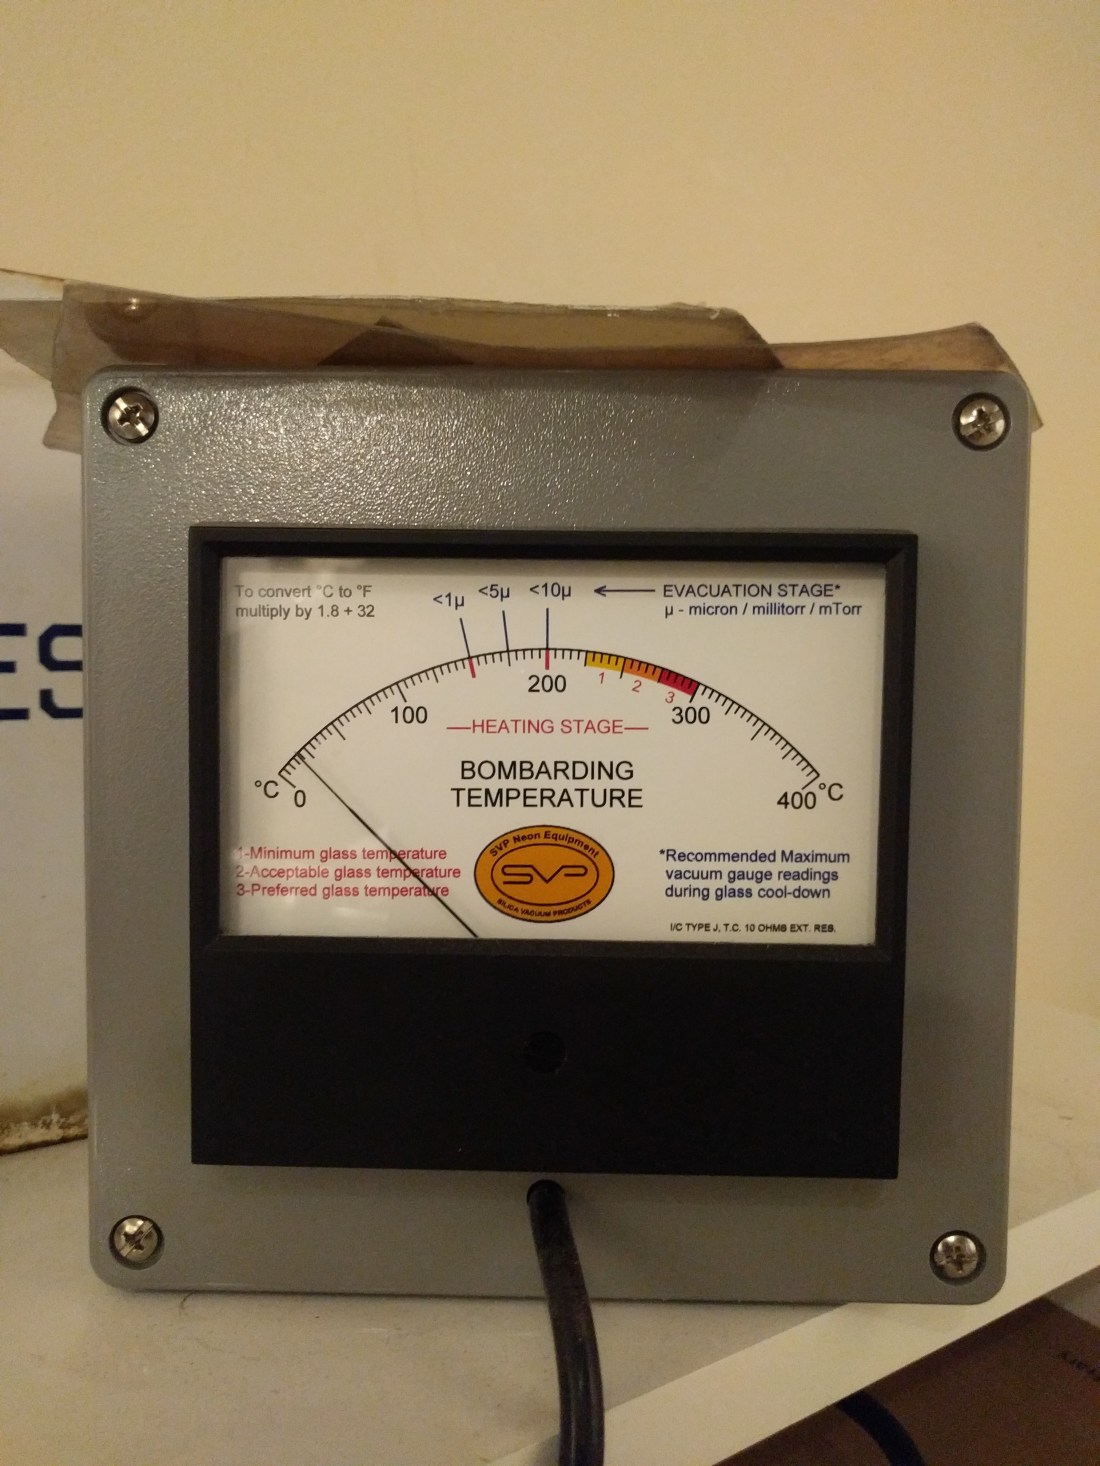 ES
To convert °C to °F
multiply by 1.8 + 32
<1µ
<5µ
<10µ
EVACUATION STAGE*
µ - micron / millitorr / mTorr
°C
0
100
200
300
400
°C
1
2
3
HEATING STAGE
BOMBARDING
TEMPERATURE
1-Minimum glass temperature
2-Acceptable glass temperature
3-Preferred glass temperature
SVP Neon Equipment
SVP
SILICA VACUUM PRODUCTS
*Recommended Maximum
vacuum gauge readings
during glass cool-down
I/C TYPE J, T.C. 10 OHMS EXT. RES.